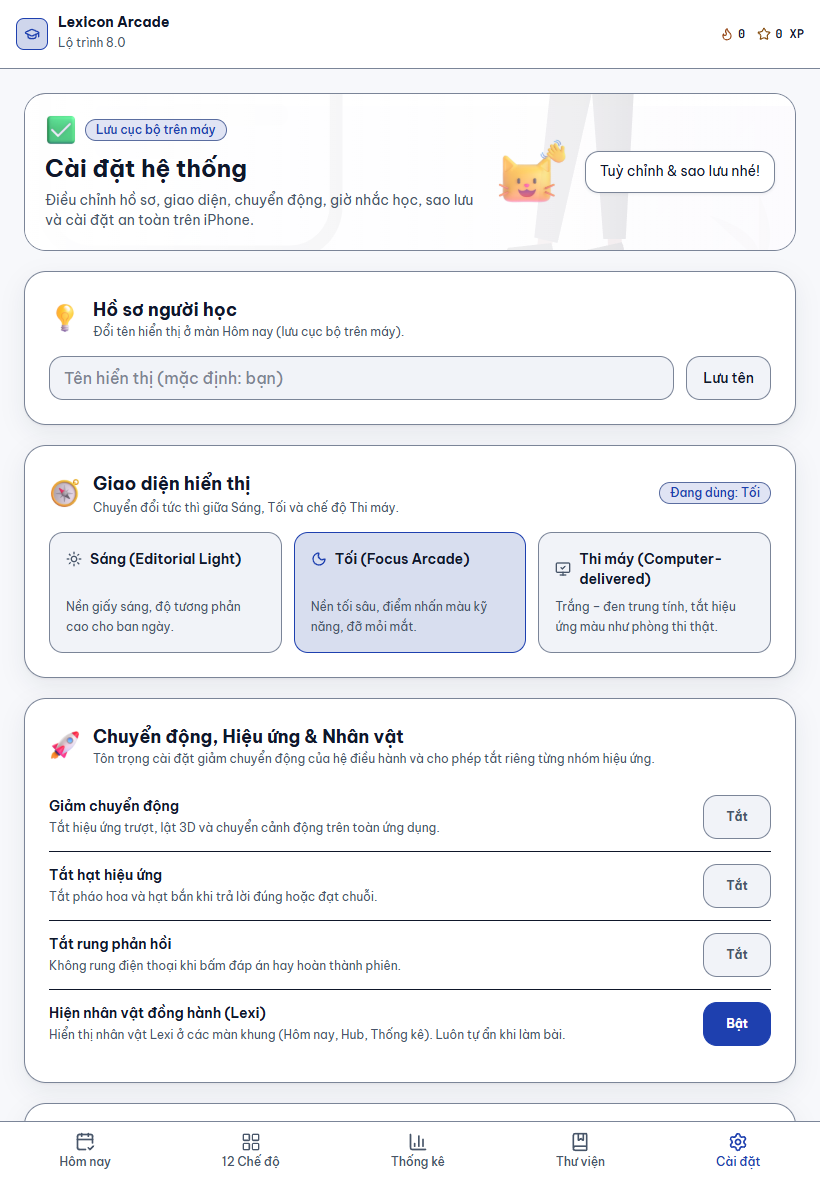 Lexicon Arcade
Lộ trình 8.0
0
0 XP
Lưu cục bộ trên máy
Cài đặt hệ thống
Điều chỉnh hồ sơ, giao diện, chuyển động, giờ nhắc học, sao lưu
và cài đặt an toàn trên iPhone.
Tuỳ chỉnh & sao lưu nhé!
Hồ sơ người học
Đổi tên hiển thị ở màn Hôm nay (lưu cục bộ trên máy).
Tên hiển thị (mặc định: bạn)
Lưu tên
Giao diện hiển thị
Chuyển đổi tức thì giữa Sáng, Tối và chế độ Thi máy.
Đang dùng: Tối
Sáng (Editorial Light)
Nền giấy sáng, độ tương phản
cao cho ban ngày.
Tối (Focus Arcade)
Nền tối sâu, điểm nhấn màu kỹ
năng, đỡ mỏi mắt.
Thi máy (Computer-
delivered)
Trắng – đen trung tính, tắt hiệu
ứng màu như phòng thi thật.
Chuyển động, Hiệu ứng & Nhân vật
Tôn trọng cài đặt giảm chuyển động của hệ điều hành và cho phép tắt riêng từng nhóm hiệu ứng.
Giảm chuyển động
Tắt hiệu ứng trượt, lật 3D và chuyển cảnh động trên toàn ứng dụng.
Tắt
Tắt hạt hiệu ứng
Tắt pháo hoa và hạt bắn khi trả lời đúng hoặc đạt chuỗi.
Tắt
Tắt rung phản hồi
Không rung điện thoại khi bấm đáp án hay hoàn thành phiên.
Tắt
Hiện nhân vật đồng hành (Lexi)
Hiển thị nhân vật Lexi ở các màn khung (Hôm nay, Hub, Thống kê). Luôn tự ẩn khi làm bài.
Bật
Hôm nay
12 Chế độ
Thống kê
Thư viện
Cài đặt